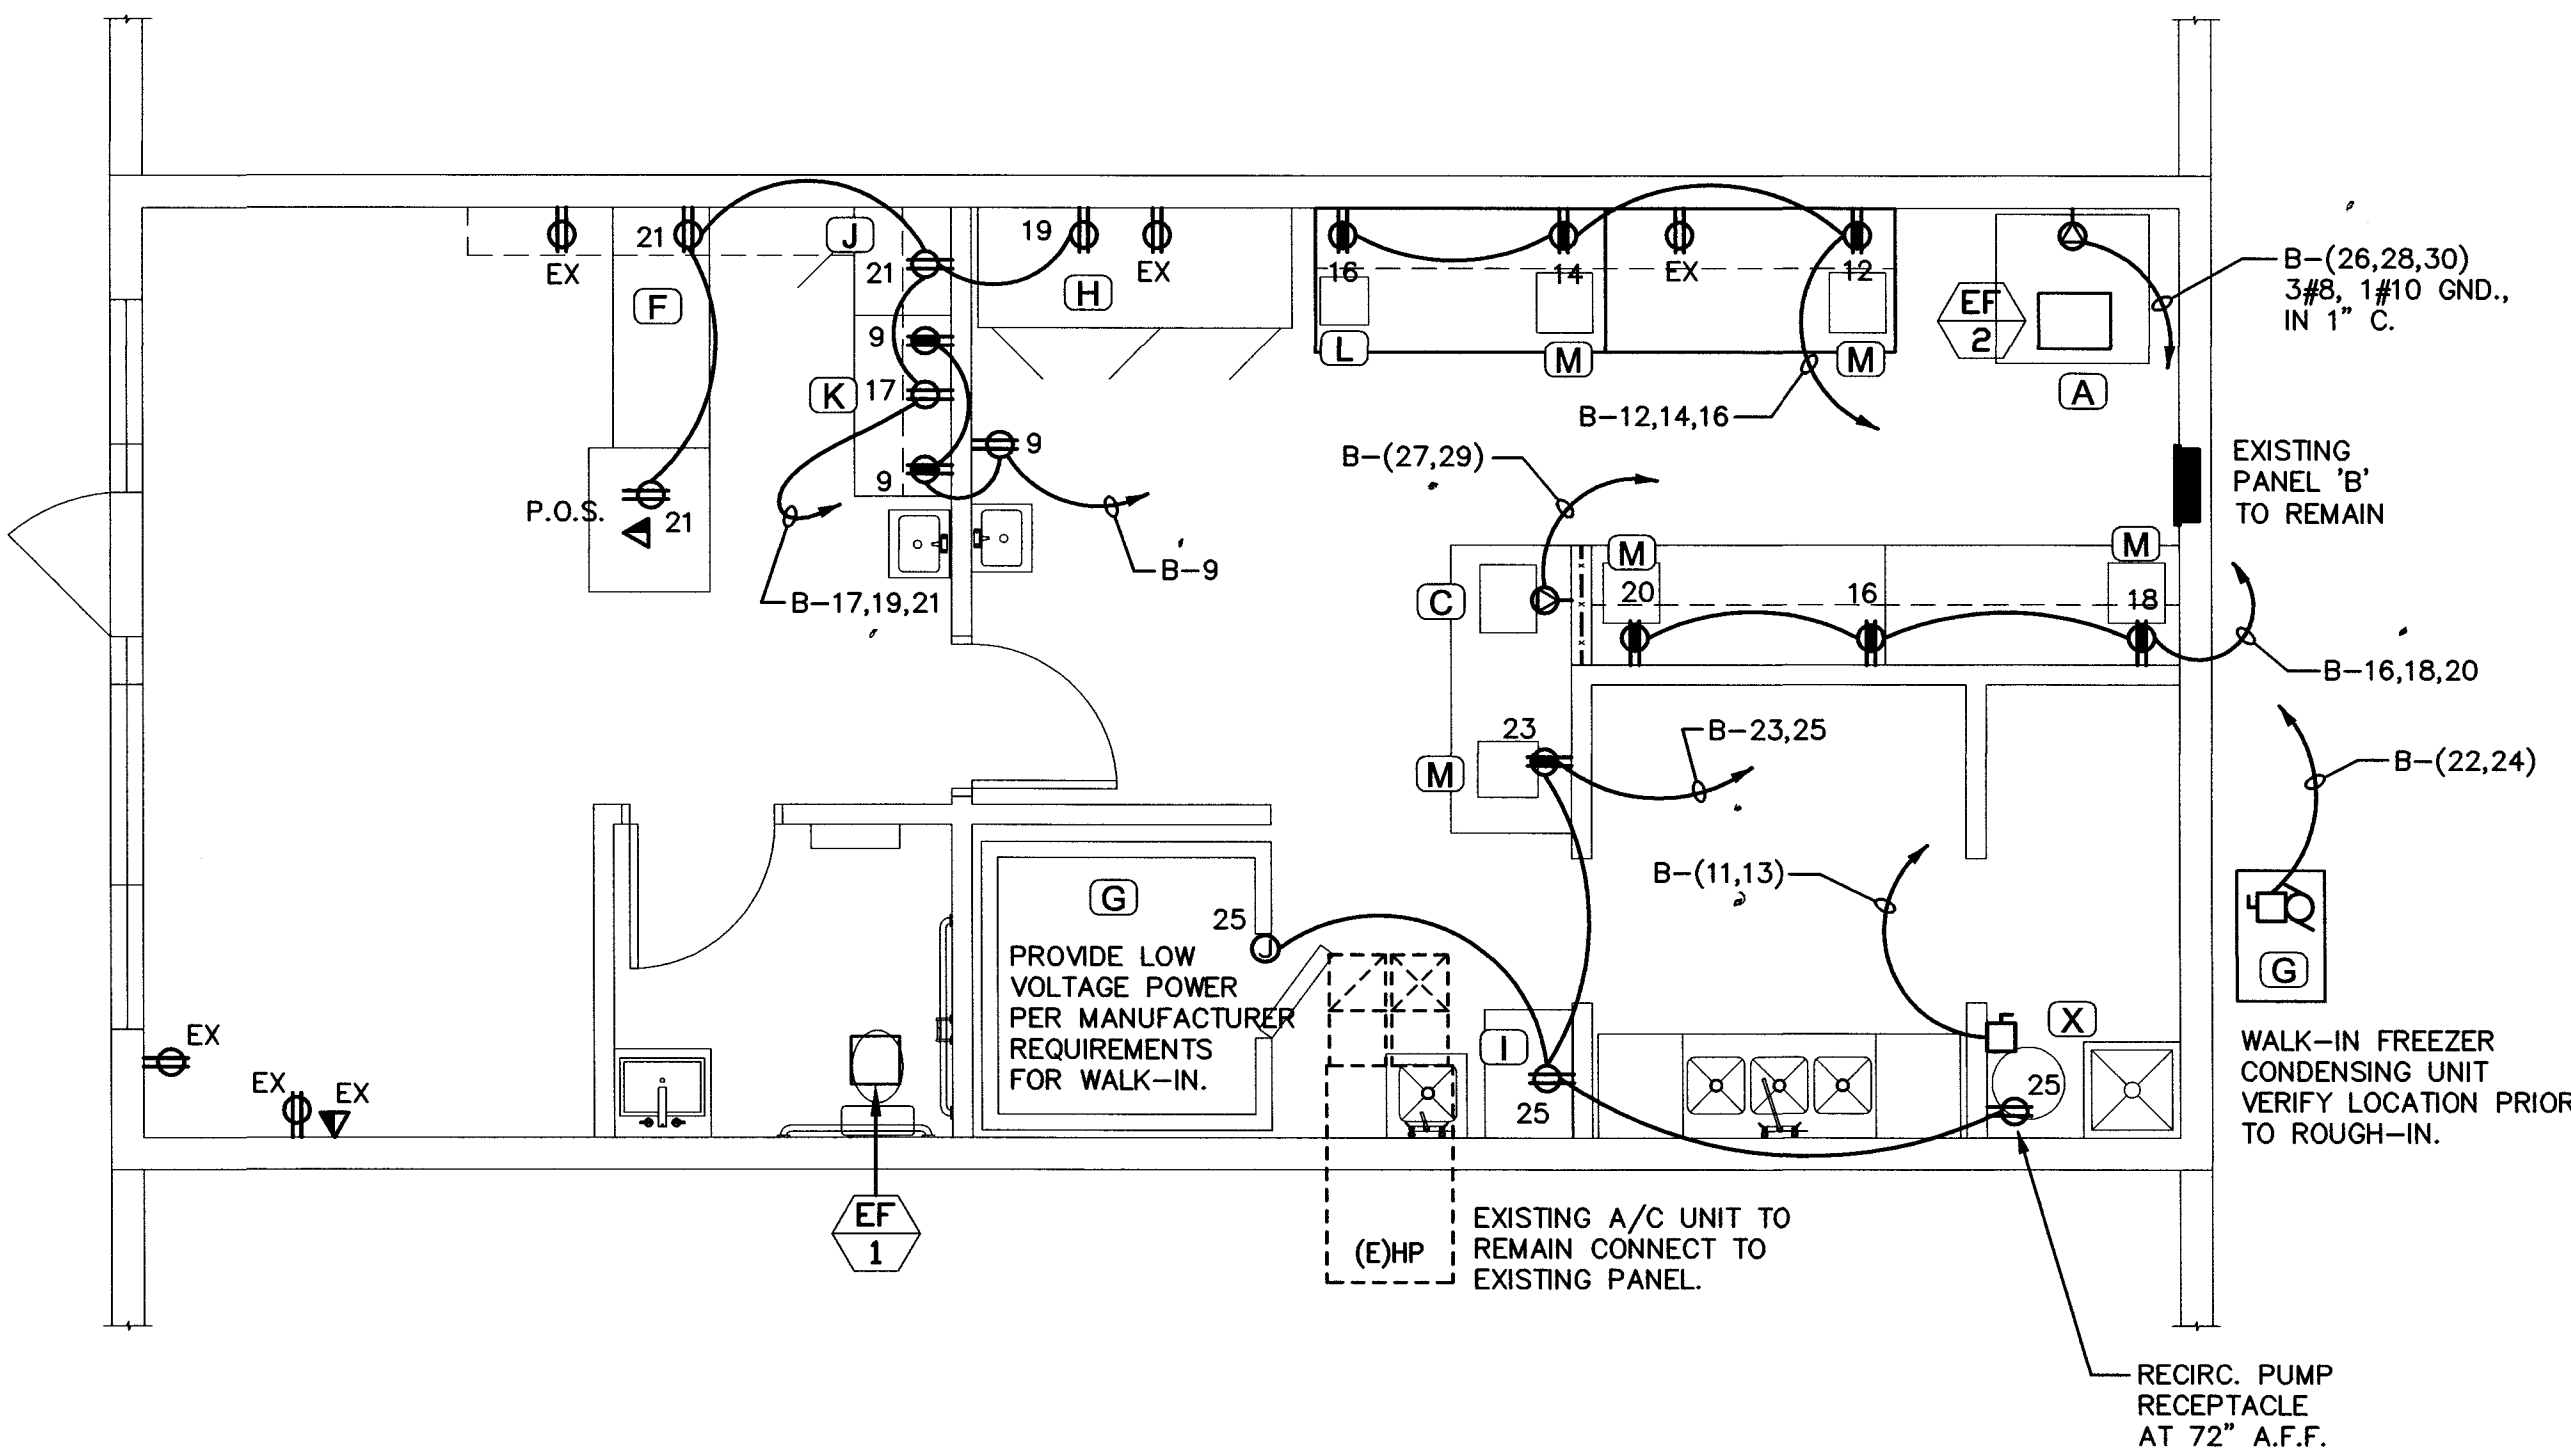 21
EX
F
J
21
19
EX
H
9
K
17
9
9
P.O.S.
21
B-17,19,21
B-9
16
14
EX
12
L
M
M
B-12,14,16
EF
2
A
B-(26,28,30)
3#8, 1#10 GND.,
IN 1" C.
B-(27,29)
EXISTING
PANEL 'B'
TO REMAIN
C
M
20
16
M
18
B-16,18,20
23
M
B-23,25
B-(22,24)
B-(11,13)
G
25
J
PROVIDE LOW
VOLTAGE POWER
PER MANUFACTURER
REQUIREMENTS
FOR WALK-IN.
G
WALK-IN FREEZER
CONDENSING UNIT
VERIFY LOCATION PRIOR
TO ROUGH-IN.
I
25
X
25
EX
EX
EX
EF
1
(E)HP
EXISTING A/C UNIT TO
REMAIN CONNECT TO
EXISTING PANEL.
RECIRC. PUMP
RECEPTACLE
AT 72" A.F.F.